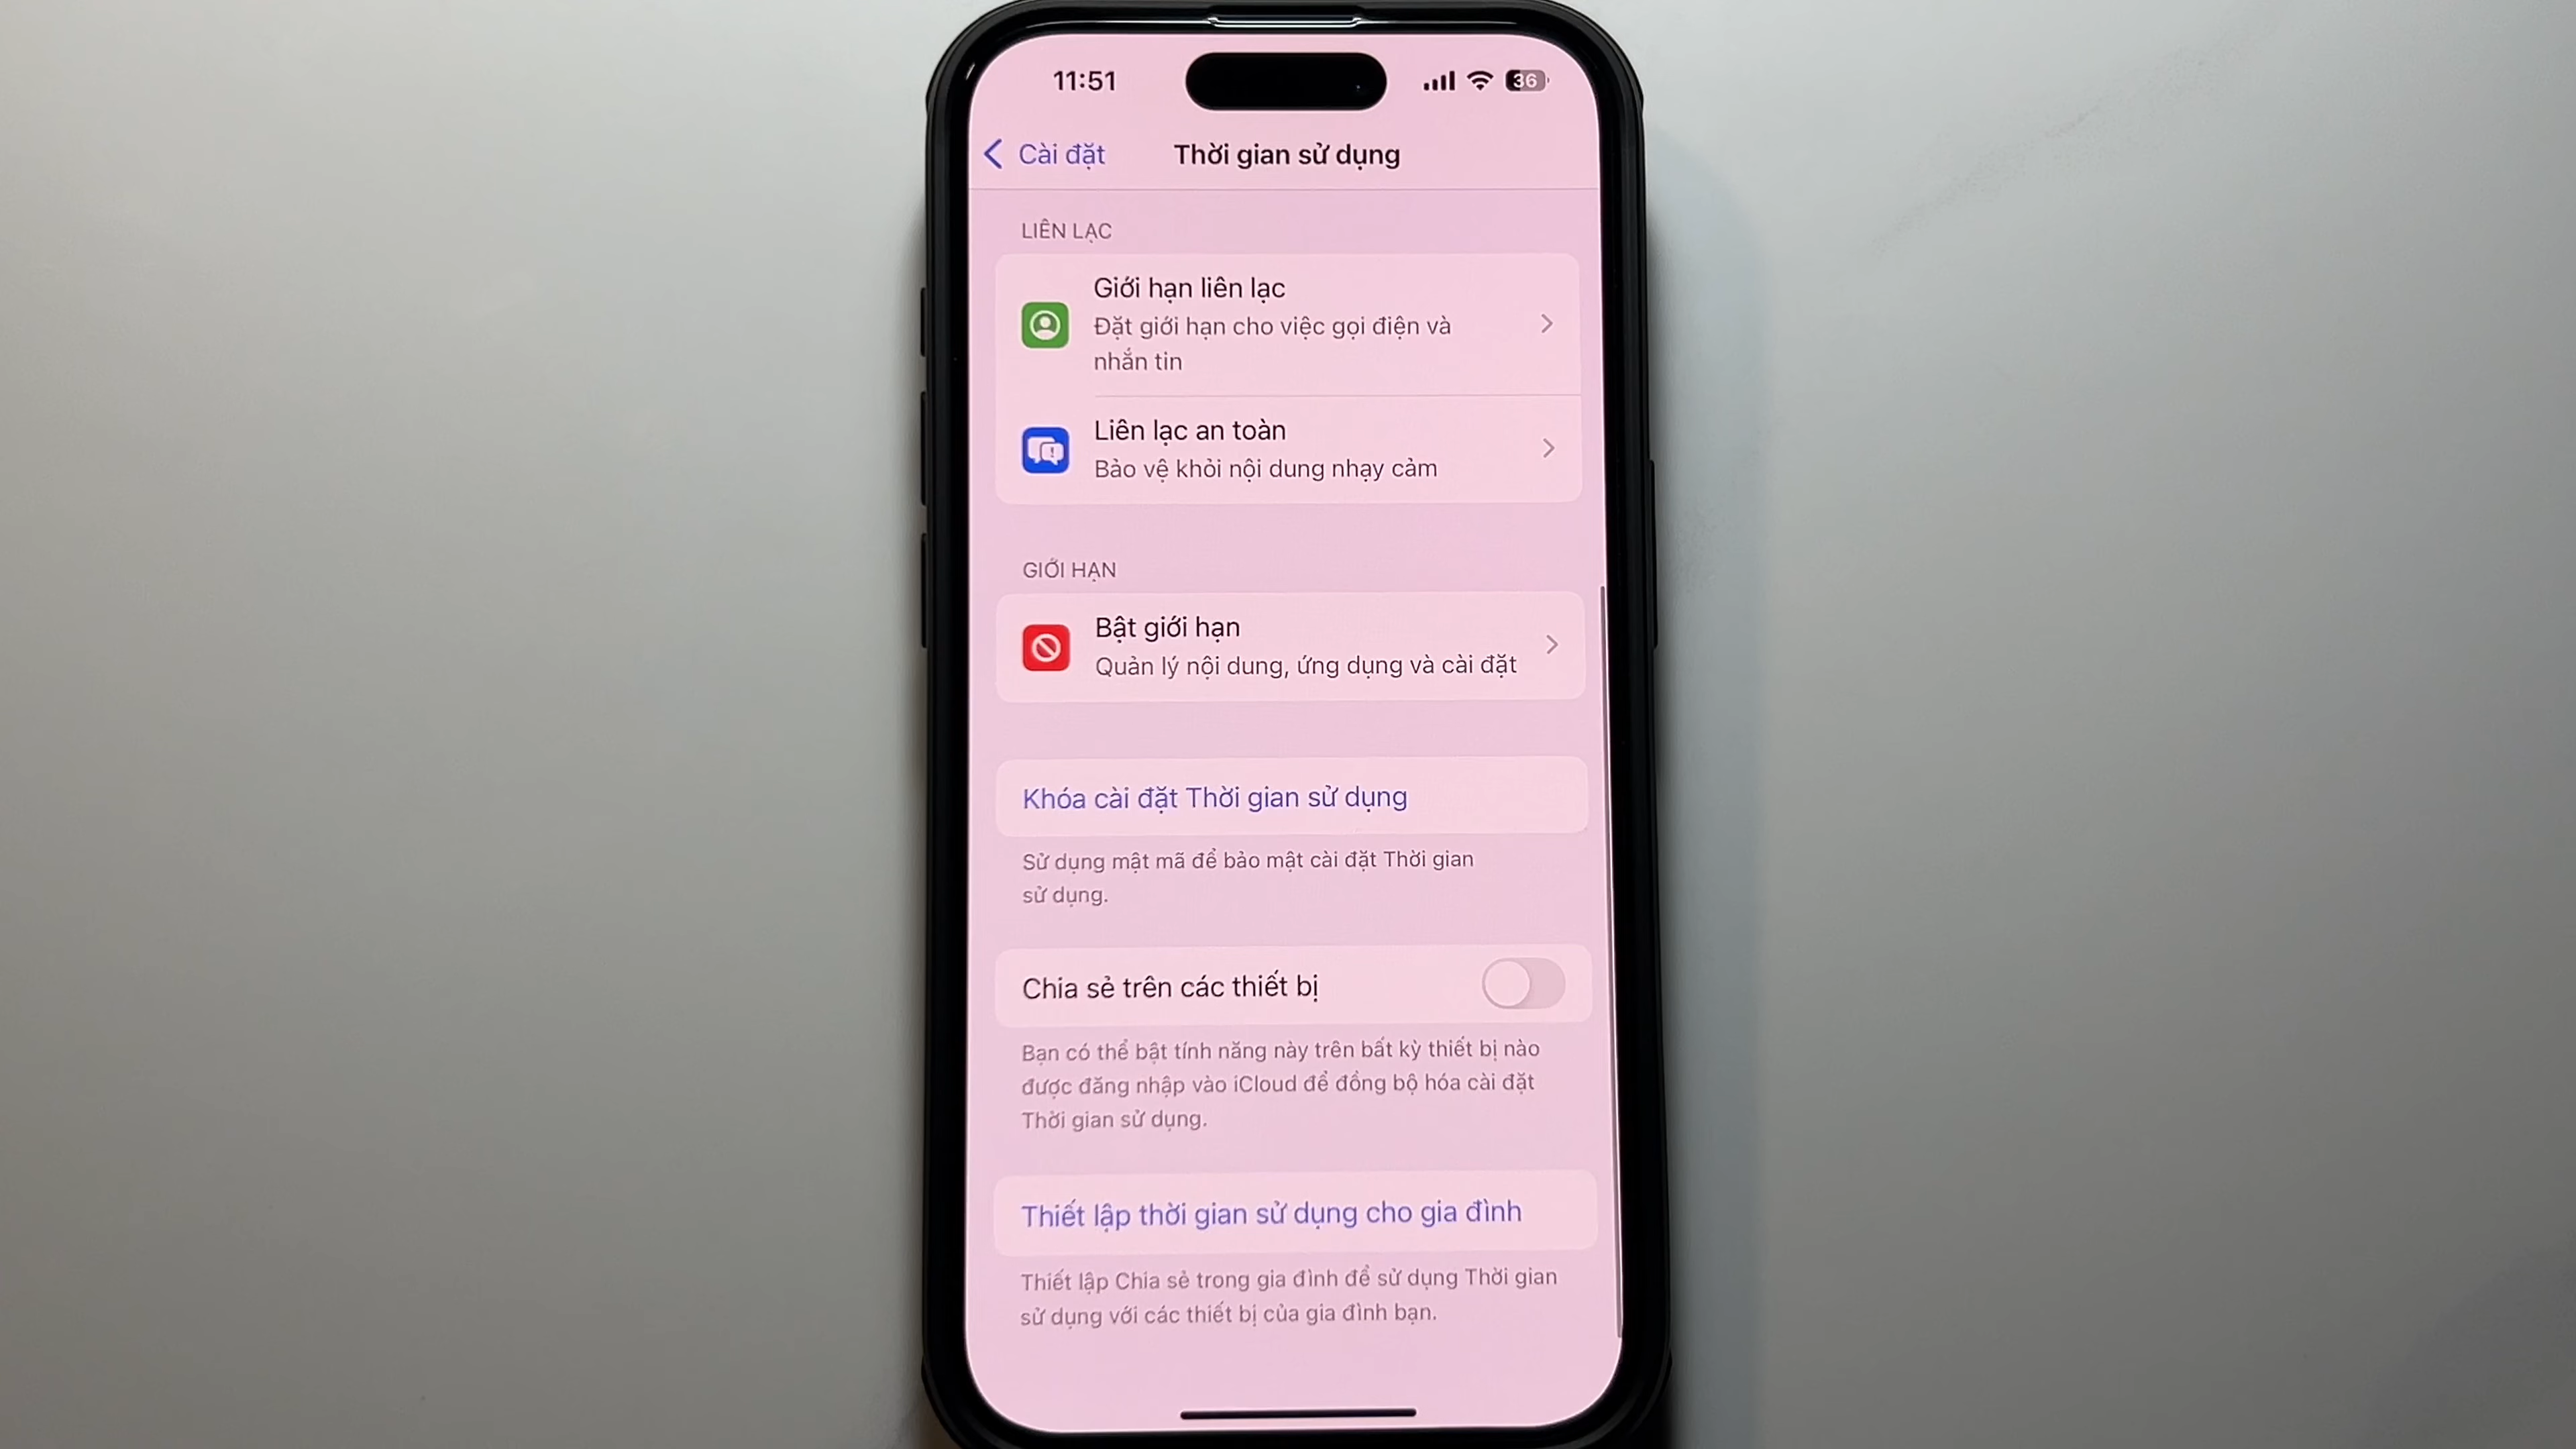 11:51
36
Cài đặt
Thời gian sử dụng
LIÊN LẠC
Giới hạn liên lạc
Đặt giới hạn cho việc gọi điện và
nhắn tin
Liên lạc an toàn
Bảo vệ khỏi nội dung nhạy cảm
GIỚI HẠN
Bật giới hạn
Quản lý nội dung, ứng dụng và cài đặt
Khóa cài đặt Thời gian sử dụng
Sử dụng mật mã để bảo mật cài đặt Thời gian
sử dụng.
Chia sẻ trên các thiết bị
Bạn có thể bật tính năng này trên bất kỳ thiết bị nào
được đăng nhập vào iCloud để đồng bộ hóa cài đặt
Thời gian sử dụng.
Thiết lập thời gian sử dụng cho gia đình
Thiết lập Chia sẻ trong gia đình để sử dụng Thời gian
sử dụng với các thiết bị của gia đình bạn.